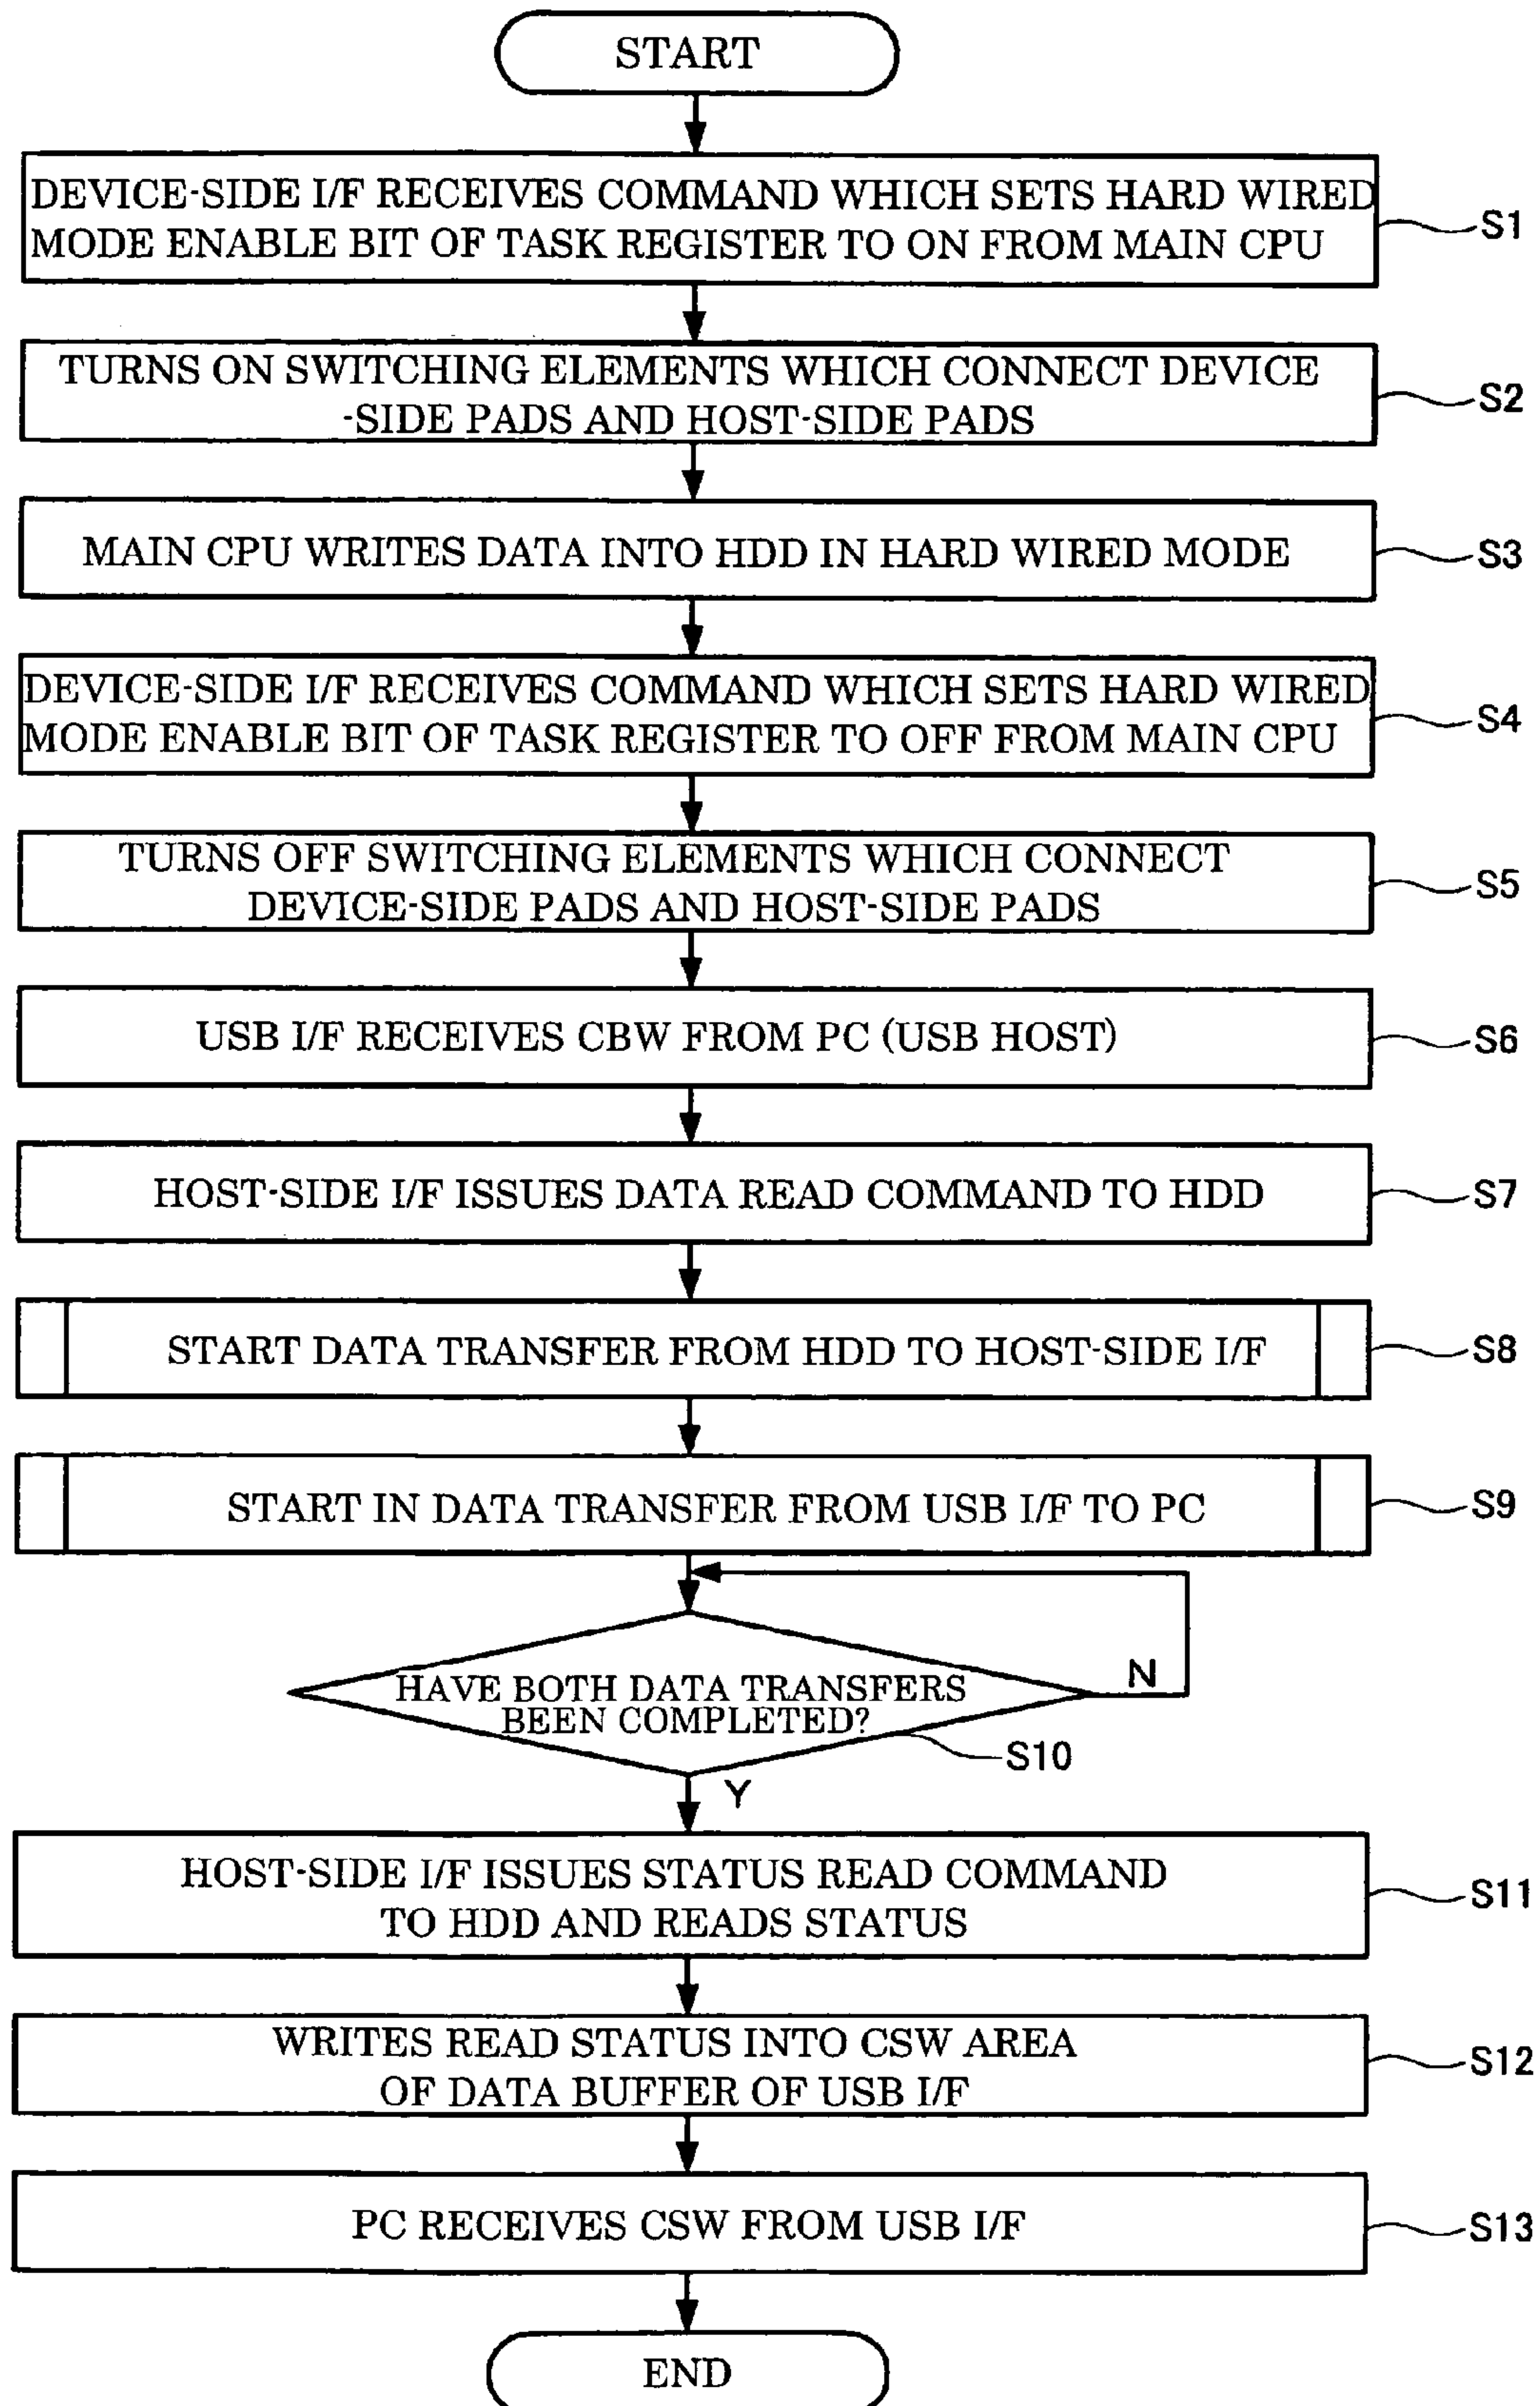 START
DEVICE-SIDE I/F RECEIVES COMMAND WHICH SETS HARD WIRED
MODE ENABLE BIT OF TASK REGISTER TO ON FROM MAIN CPU
S1
TURNS ON SWITCHING ELEMENTS WHICH CONNECT DEVICE
-SIDE PADS AND HOST-SIDE PADS
S2
MAIN CPU WRITES DATA INTO HDD IN HARD WIRED MODE
S3
DEVICE-SIDE I/F RECEIVES COMMAND WHICH SETS HARD WIRED
MODE ENABLE BIT OF TASK REGISTER TO OFF FROM MAIN CPU
S4
TURNS OFF SWITCHING ELEMENTS WHICH CONNECT
DEVICE-SIDE PADS AND HOST-SIDE PADS
S5
USB I/F RECEIVES CBW FROM PC (USB HOST)
S6
HOST-SIDE I/F ISSUES DATA READ COMMAND TO HDD
S7
START DATA TRANSFER FROM HDD TO HOST-SIDE I/F
S8
START IN DATA TRANSFER FROM USB I/F TO PC
S9
HAVE BOTH DATA TRANSFERS
BEEN COMPLETED?
N
S10
Y
HOST-SIDE I/F ISSUES STATUS READ COMMAND
TO HDD AND READS STATUS
S11
WRITES READ STATUS INTO CSW AREA
OF DATA BUFFER OF USB I/F
S12
PC RECEIVES CSW FROM USB I/F
S13
END